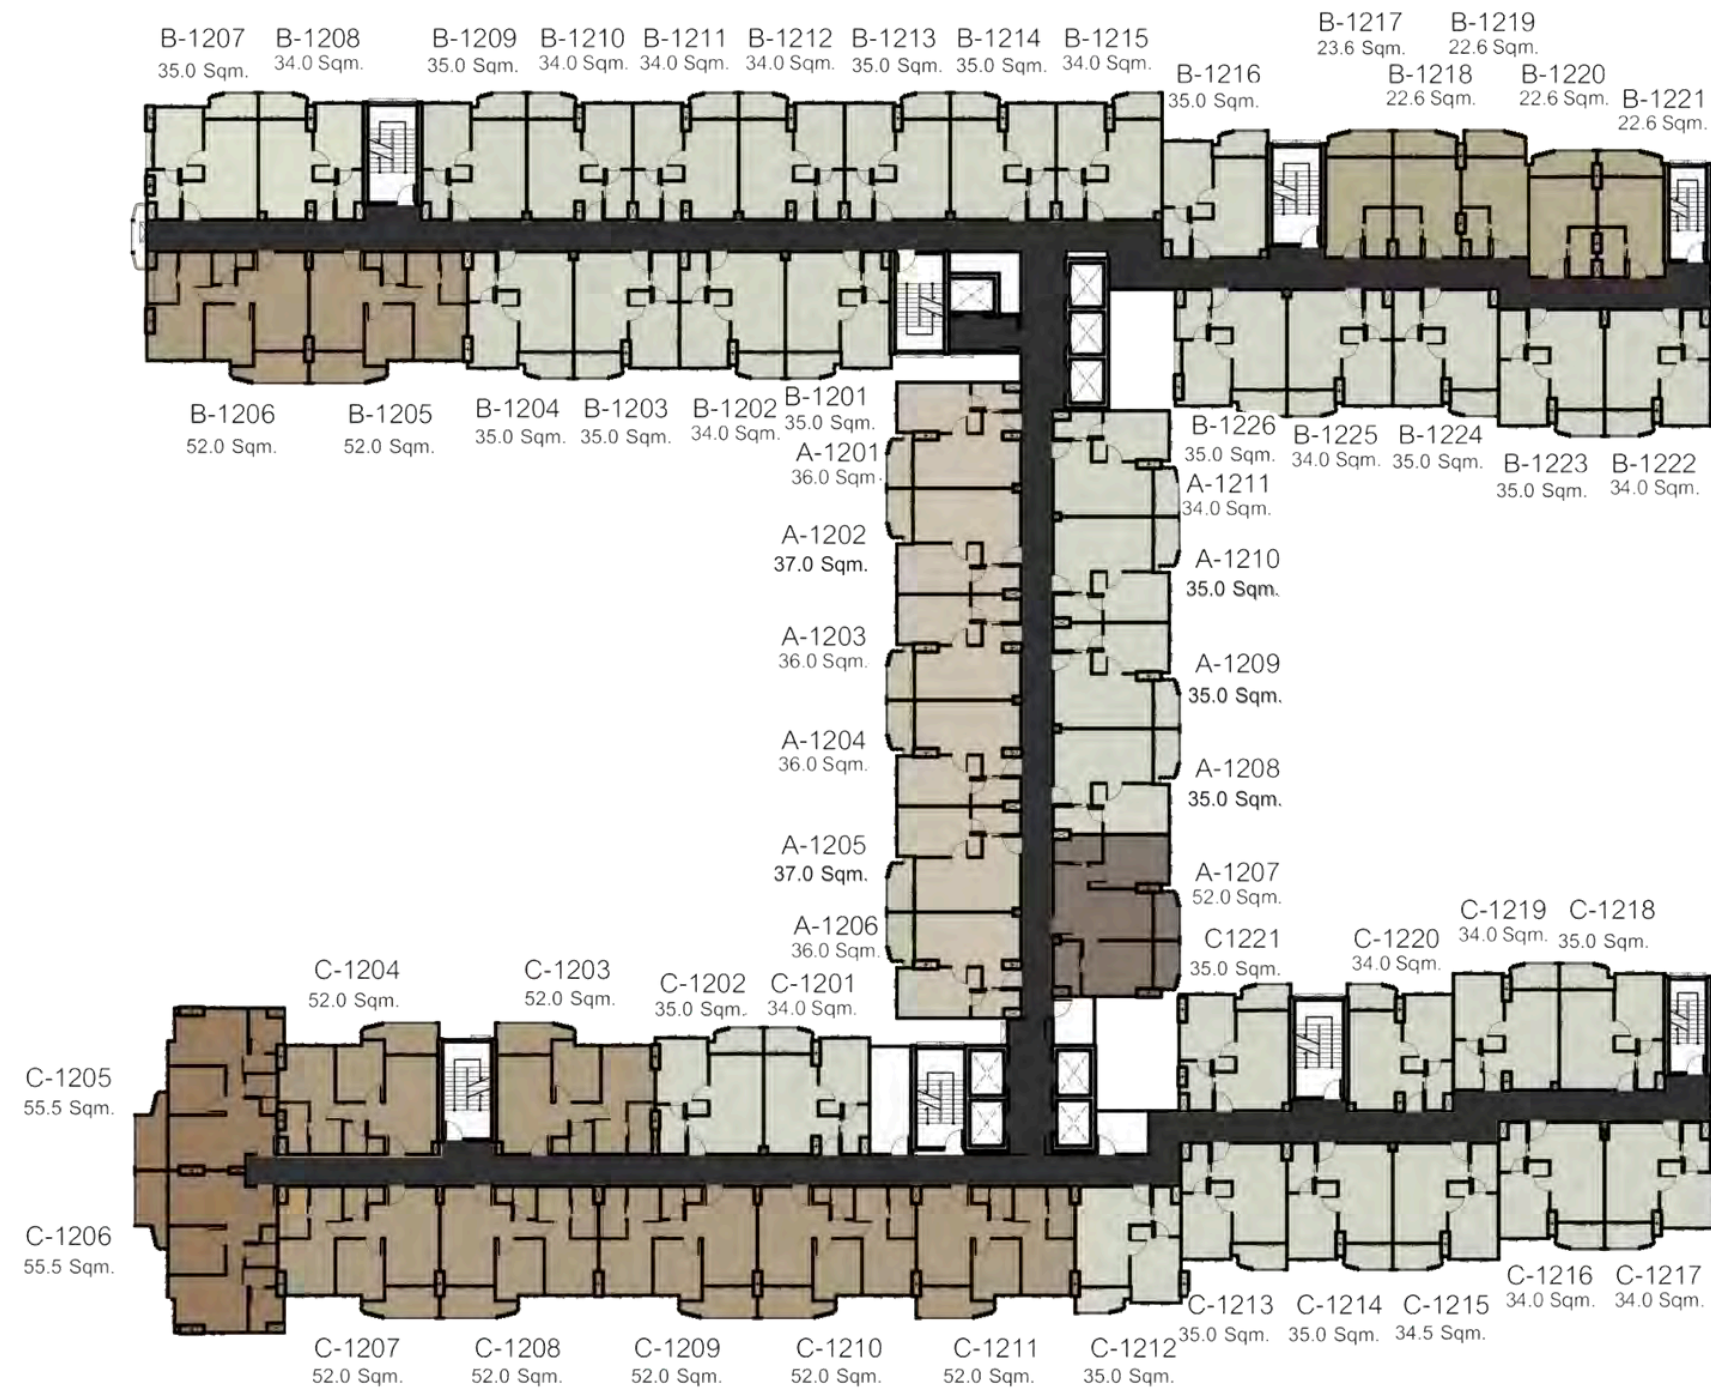 B-1207
35.0 Sqm.
B-1208
34.0 Sqm.
B-1209
35.0 Sqm.
B-1210
34.0 Sqm.
B-1211
34.0 Sqm.
B-1212
34.0 Sqm.
B-1213
35.0 Sqm.
B-1214
35.0 Sqm.
B-1215
34.0 Sqm.
B-1216
35.0 Sqm.
B-1217
23.6 Sqm.
B-1218
22.6 Sqm.
B-1219
22.6 Sqm.
B-1220
22.6 Sqm.
B-1221
22.6 Sqm.
B-1206
52.0 Sqm.
B-1205
52.0 Sqm.
B-1204
35.0 Sqm.
B-1203
35.0 Sqm.
B-1202
34.0 Sqm.
B-1201
35.0 Sqm.
B-1226
35.0 Sqm.
B-1225
34.0 Sqm.
B-1224
35.0 Sqm.
B-1223
35.0 Sqm.
B-1222
34.0 Sqm.
A-1201
36.0 Sqm.
A-1211
34.0 Sqm.
A-1202
37.0 Sqm.
A-1210
35.0 Sqm.
A-1203
36.0 Sqm.
A-1209
35.0 Sqm.
A-1204
36.0 Sqm.
A-1208
35.0 Sqm.
A-1205
37.0 Sqm.
A-1207
52.0 Sqm.
A-1206
36.0 Sqm.
C1221
35.0 Sqm.
C-1220
34.0 Sqm.
C-1219
34.0 Sqm.
C-1218
35.0 Sqm.
C-1204
52.0 Sqm.
C-1203
52.0 Sqm.
C-1202
35.0 Sqm.
C-1201
34.0 Sqm.
C-1205
55.5 Sqm.
C-1206
55.5 Sqm.
C-1207
52.0 Sqm.
C-1208
52.0 Sqm.
C-1209
52.0 Sqm.
C-1210
52.0 Sqm.
C-1211
52.0 Sqm.
C-1212
35.0 Sqm.
C-1213
35.0 Sqm.
C-1214
35.0 Sqm.
C-1215
34.5 Sqm.
C-1216
34.0 Sqm.
C-1217
34.0 Sqm.